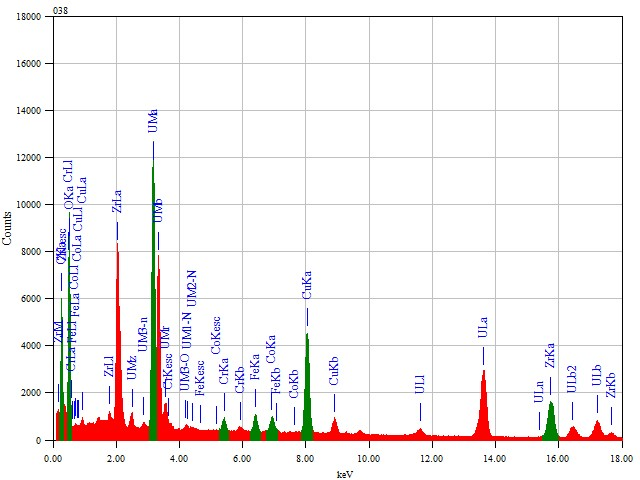 038
18000
16000
14000
12000
10000
8000
6000
4000
2000
0
Counts
0.00 2.00 4.00 6.00 8.00 10.00 12.00 14.00 16.00 18.00
keV
ZrM
OKa CrLl
CrLa FeLl FeLa CoLl CoLa CuLl CuLa
ZrLl
ZrLa
UMz
UM3-n
UMa
UMb
UMr
CrKesc
UM3-O UM1-N UM2-N
FeKesc
CoKesc
CrKa
CrKb
FeKa
CoKa
FeKb
CoKb
CuKa
CuKb
ULl
ULa
ULn
ZrKa
ULb2
ULb
ZrKb